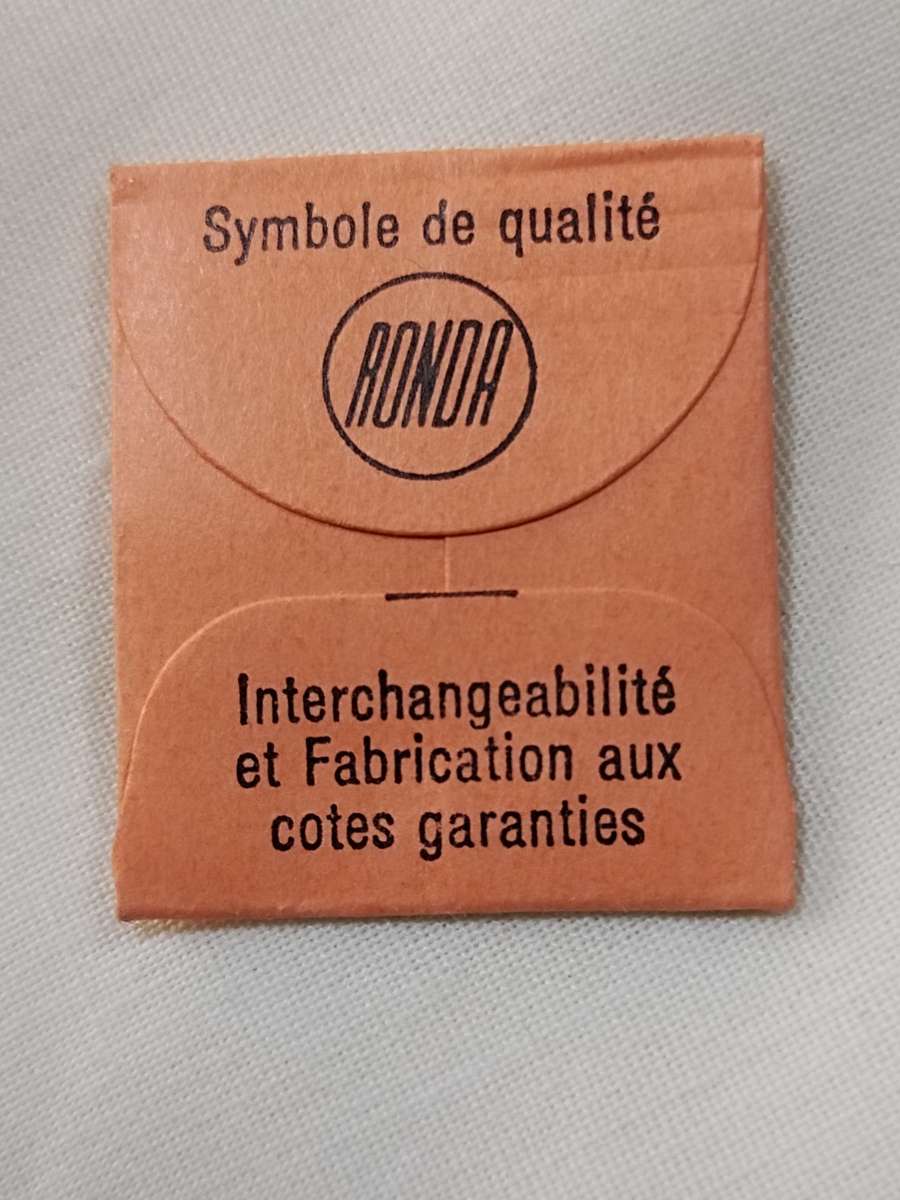 Symbole de qualité
RONDA
Interchangeabilité
et Fabrication aux
cotes garanties